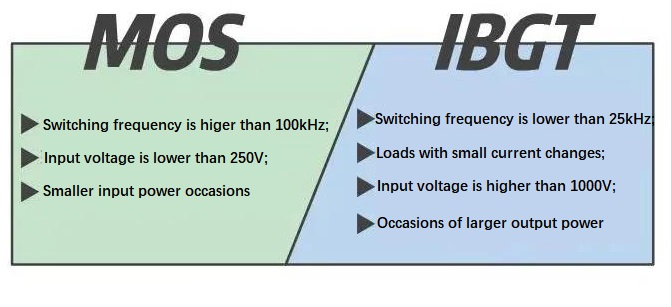 MOS
Switching frequency is higer than 100kHz;
Input voltage is lower than 250V;
Smaller input power occasions
IBGT
Switching frequency is lower than 25kHz;
Loads with small current changes;
Input voltage is higher than 1000V;
Occasions of larger output power